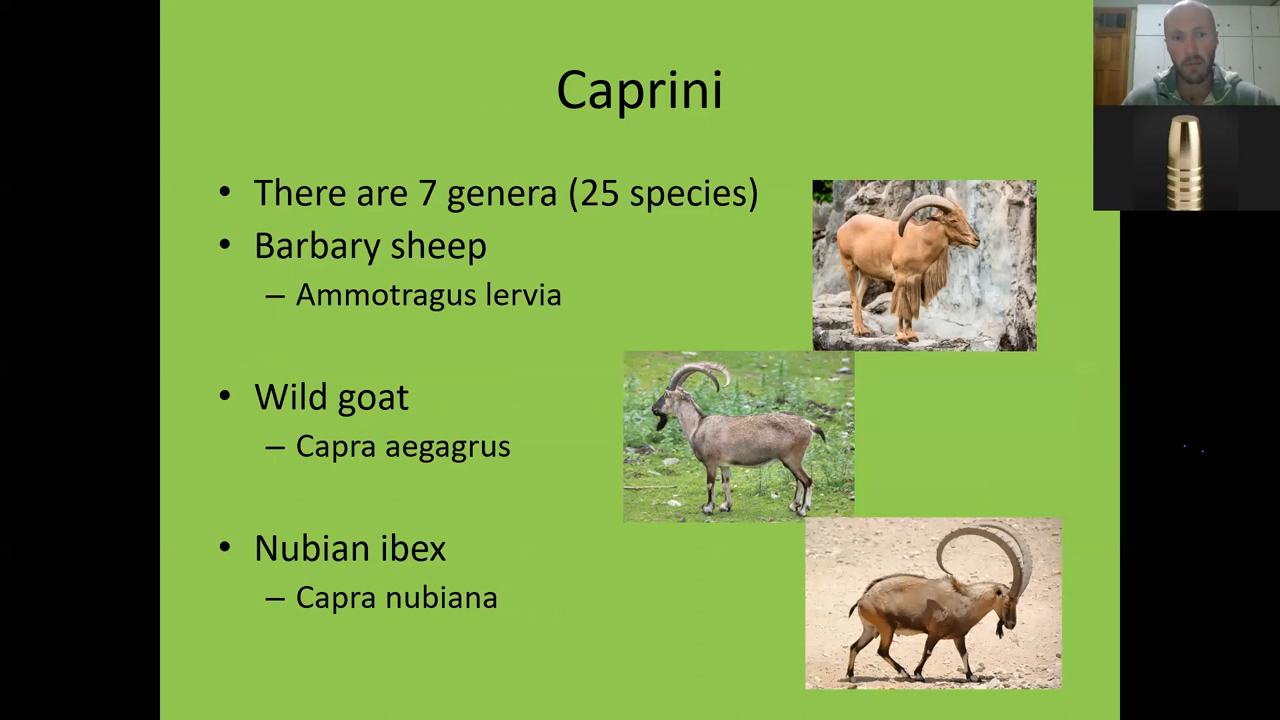 Caprini
• There are 7 genera (25 species)
• Barbary sheep
– Ammotragus lervia
• Wild goat
– Capra aegagrus
• Nubian ibex
– Capra nubiana